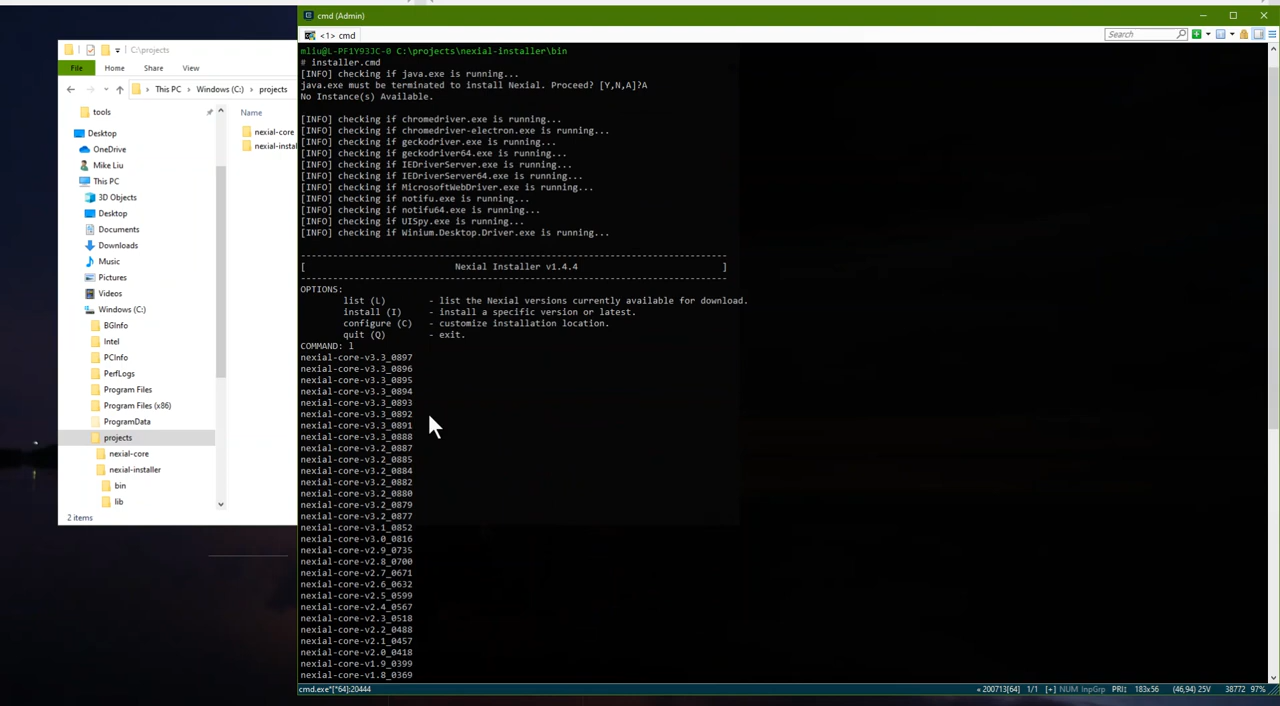 cmd (Admin)
<1> cmd
Search
C:\projects
File Home Share View
This PC Windows (C:) projects
Name
nexial-core
nexial-instal
tools
Desktop
OneDrive
Mike Liu
This PC
3D Objects
Desktop
Documents
Downloads
Music
Pictures
Videos
Windows (C:)
BGInfo
Intel
PCInfo
PerfLogs
Program Files
Program Files (x86)
ProgramData
projects
nexial-core
nexial-installer
bin
lib
2 items
mliu@L-PF1Y93JC-0 C:\projects\nexial-installer\bin
# installer.cmd
[INFO] checking if java.exe is running...
java.exe must be terminated to install Nexial. Proceed? [Y,N,A]?A
No Instance(s) Available.
[INFO] checking if chromedriver.exe is running...
[INFO] checking if chromedriver-electron.exe is running...
[INFO] checking if geckodriver.exe is running...
[INFO] checking if geckodriver64.exe is running...
[INFO] checking if IEDriverServer.exe is running...
[INFO] checking if IEDriverServer64.exe is running...
[INFO] checking if MicrosoftWebDriver.exe is running...
[INFO] checking if notifu.exe is running...
[INFO] checking if notifu64.exe is running...
[INFO] checking if UISpy.exe is running...
[INFO] checking if Winium.Desktop.Driver.exe is running...
[ Nexial Installer v1.4.4 ]
OPTIONS:
list (L) - list the Nexial versions currently available for download.
install (I) - install a specific version or latest.
configure (C) - customize installation location.
quit (Q) - exit.
COMMAND: l
nexial-core-v3.3_0897
nexial-core-v3.3_0896
nexial-core-v3.3_0895
nexial-core-v3.3_0894
nexial-core-v3.3_0893
nexial-core-v3.3_0892
nexial-core-v3.3_0891
nexial-core-v3.3_0888
nexial-core-v3.2_0887
nexial-core-v3.2_0885
nexial-core-v3.2_0884
nexial-core-v3.2_0882
nexial-core-v3.2_0880
nexial-core-v3.2_0879
nexial-core-v3.2_0877
nexial-core-v3.1_0852
nexial-core-v3.0_0816
nexial-core-v2.9_0735
nexial-core-v2.8_0700
nexial-core-v2.7_0671
nexial-core-v2.6_0632
nexial-core-v2.5_0599
nexial-core-v2.4_0567
nexial-core-v2.3_0518
nexial-core-v2.2_0488
nexial-core-v2.1_0457
nexial-core-v2.0_0418
nexial-core-v1.9_0399
nexial-core-v1.8_0369
cmd.exe*[*64]:20444 « 200713[64] 1/1 [+] NUM InpGrp PRI: 183x56 (46,94) 25V 38772 97%